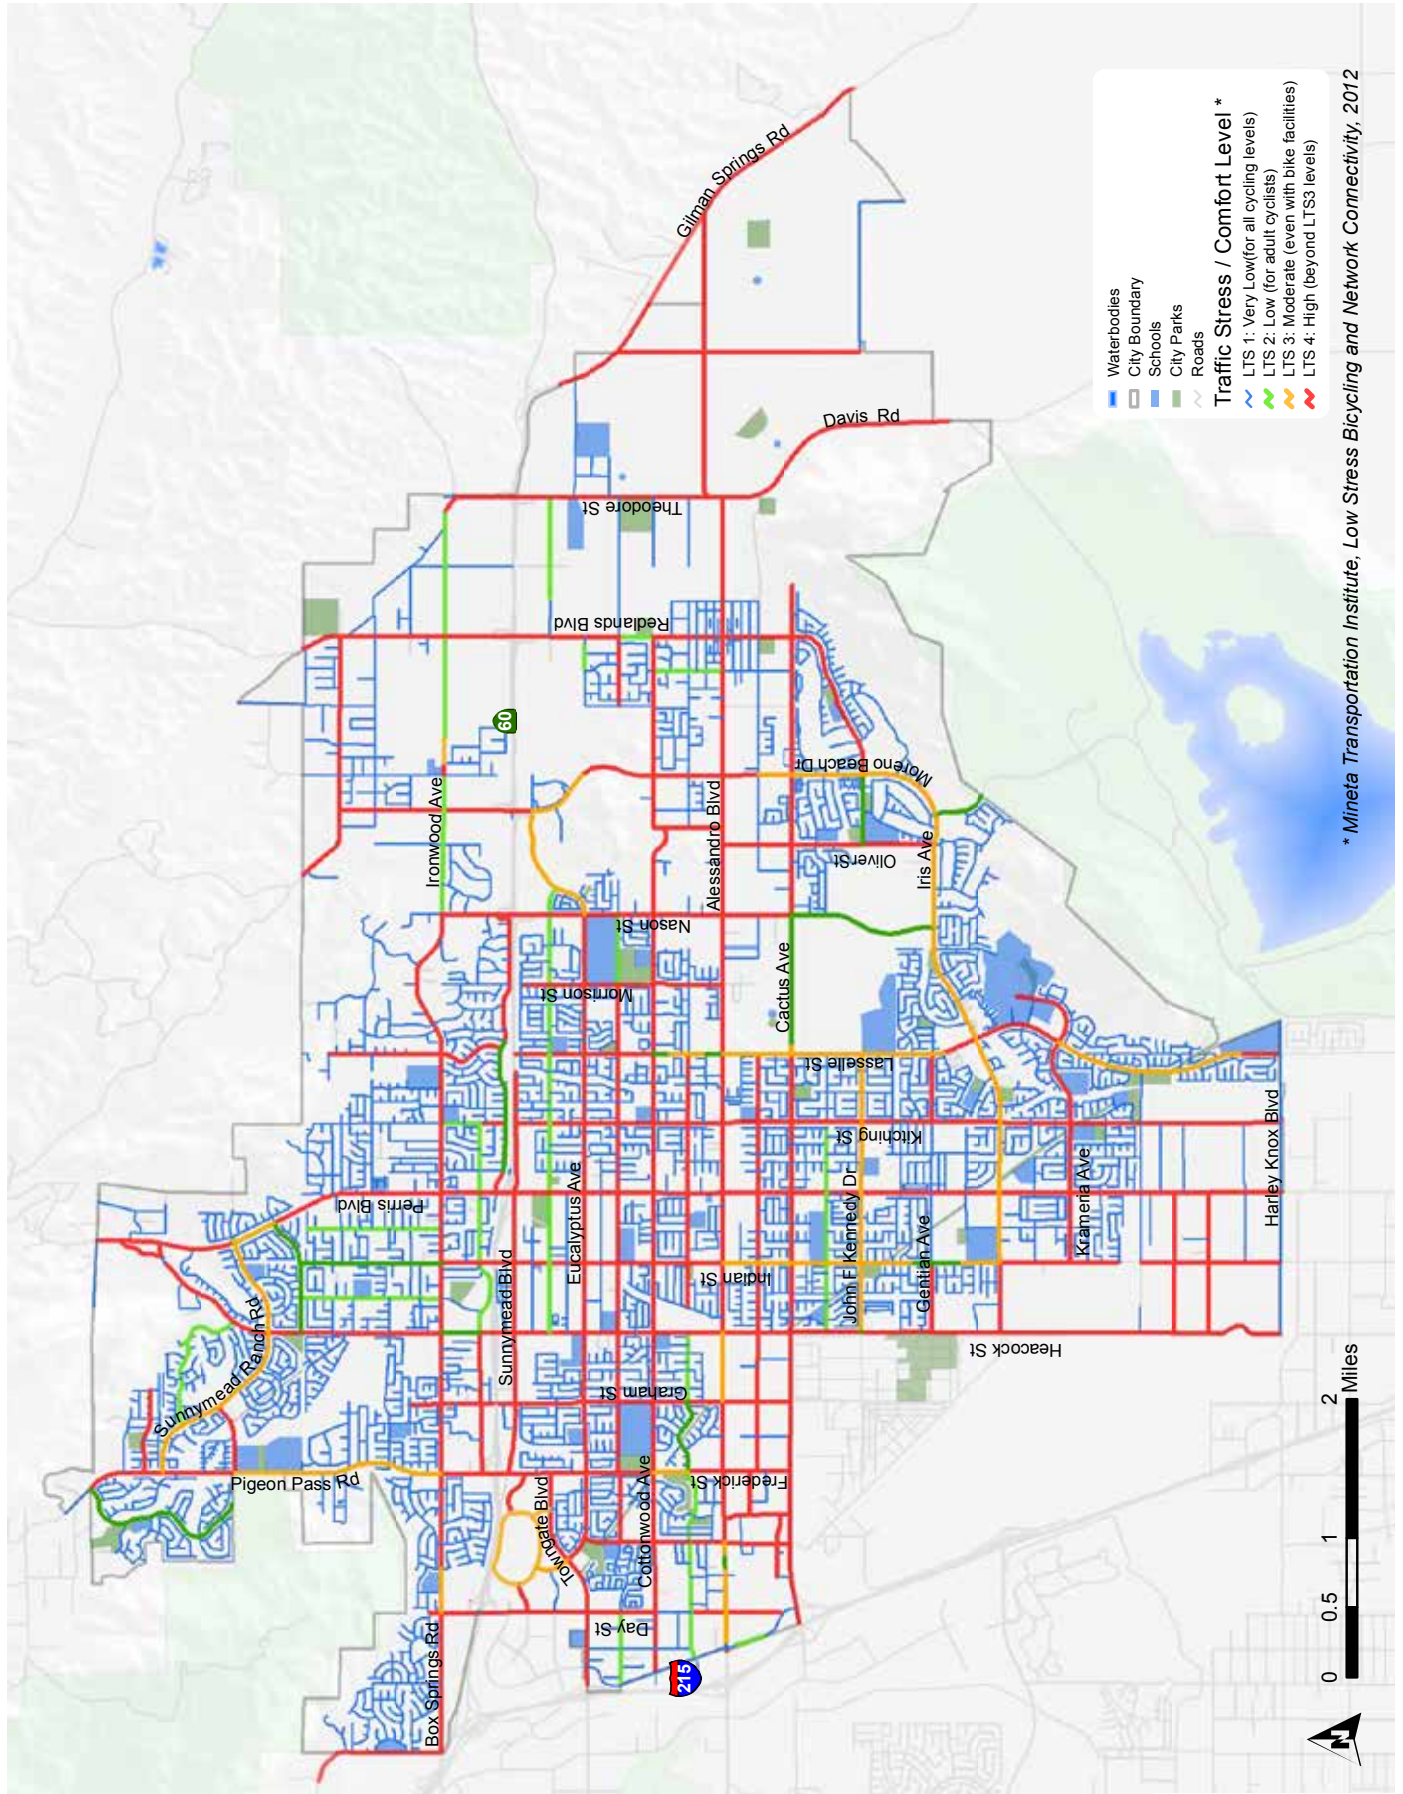 Gilman Springs Rd
Davis Rd
Theodore St
Redlands Blvd
60
Moreno Beach Dr
Ironwood Ave
Alessandro Blvd
OliverSt
Iris Ave
Nason St
Morrison St
Cactus Ave
Lasselle St
Kitching St
Perris Blvd
Eucalyptus Ave
John F Kennedy Dr
Gentian Ave
Krameria Ave
Harley Knox Blvd
Indian St
Sunnymead Blvd
Sunnymead Ranch Rd
Heacock St
Graham St
Pigeon Pass Rd
Frederick St
Towngate Blvd
Cottonwood Ave
Day St
Box Springs Rd
215
Waterbodies
City Boundary
Schools
City Parks
Roads
Traffic Stress / Comfort Level *
LTS 1: Very Low(for all cycling levels)
LTS 2: Low (for adult cyclists)
LTS 3: Moderate (even with bike facilities)
LTS 4: High (beyond LTS3 levels)
* Mineta Transportation Institute, Low Stress Bicycling and Network Connectivity, 2012
0 0.5 1 2
Miles
N